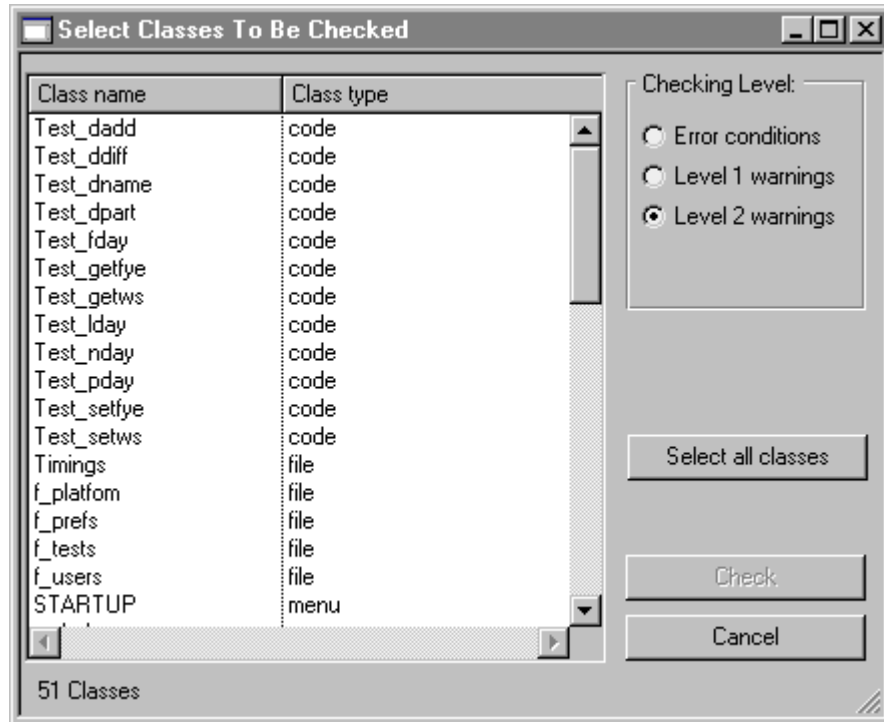 Select Classes To Be Checked
Class name Class type
Test_dadd code
Test_ddiff code
Test_dname code
Test_dpart code
Test_fday code
Test_getfye code
Test_getws code
Test_lday code
Test_nday code
Test_pday code
Test_setfye code
Test_setws code
Timings file
f_platfom file
f_prefs file
f_tests file
f_users file
STARTUP menu
Checking Level:
Error conditions
Level 1 warnings
Level 2 warnings
Select all classes
Check
Cancel
51 Classes